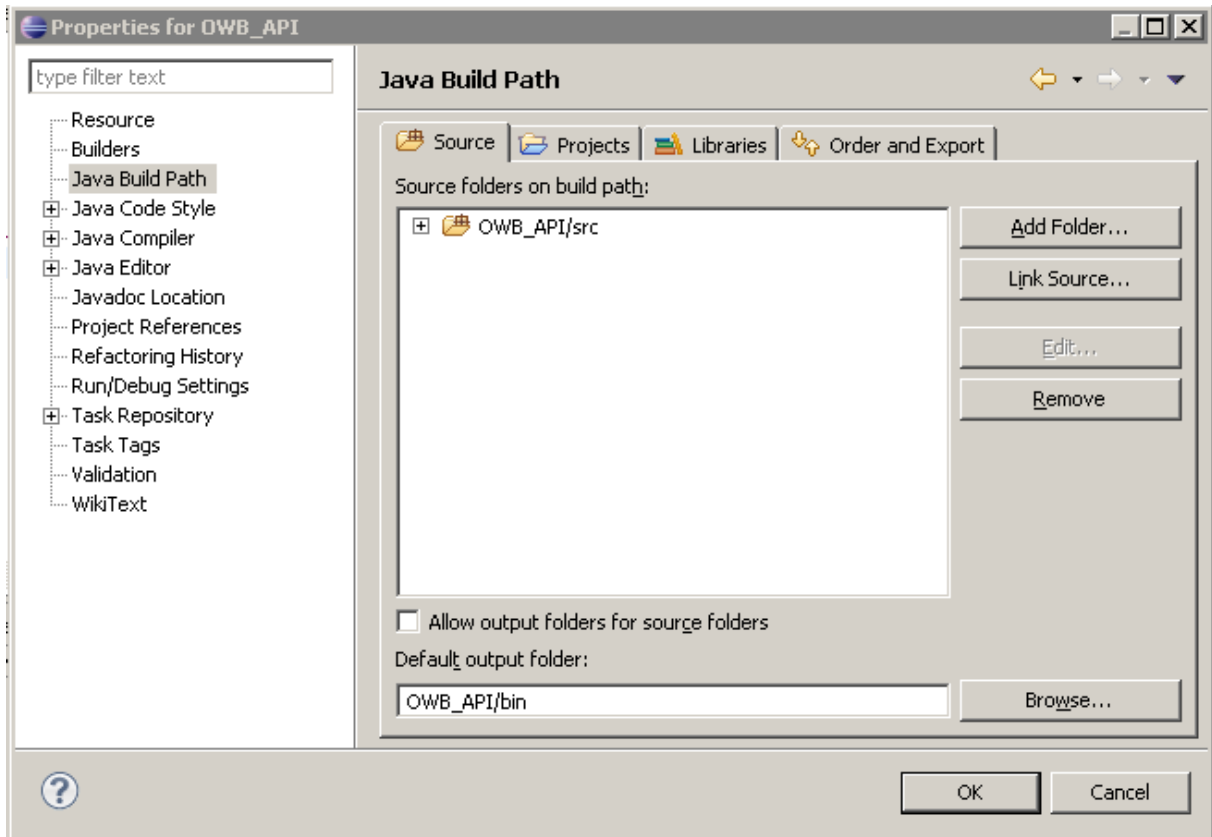 Properties for OWB_API
type filter text
Resource
Builders
Java Build Path
Java Code Style
Java Compiler
Java Editor
Javadoc Location
Project References
Refactoring History
Run/Debug Settings
Task Repository
Task Tags
Validation
WikiText
Java Build Path
Source
Projects
Libraries
Order and Export
Source folders on build path:
OWB_API/src
Add Folder...
Link Source...
Edit...
Remove
Allow output folders for source folders
Default output folder:
OWB_API/bin
Browse...
OK
Cancel